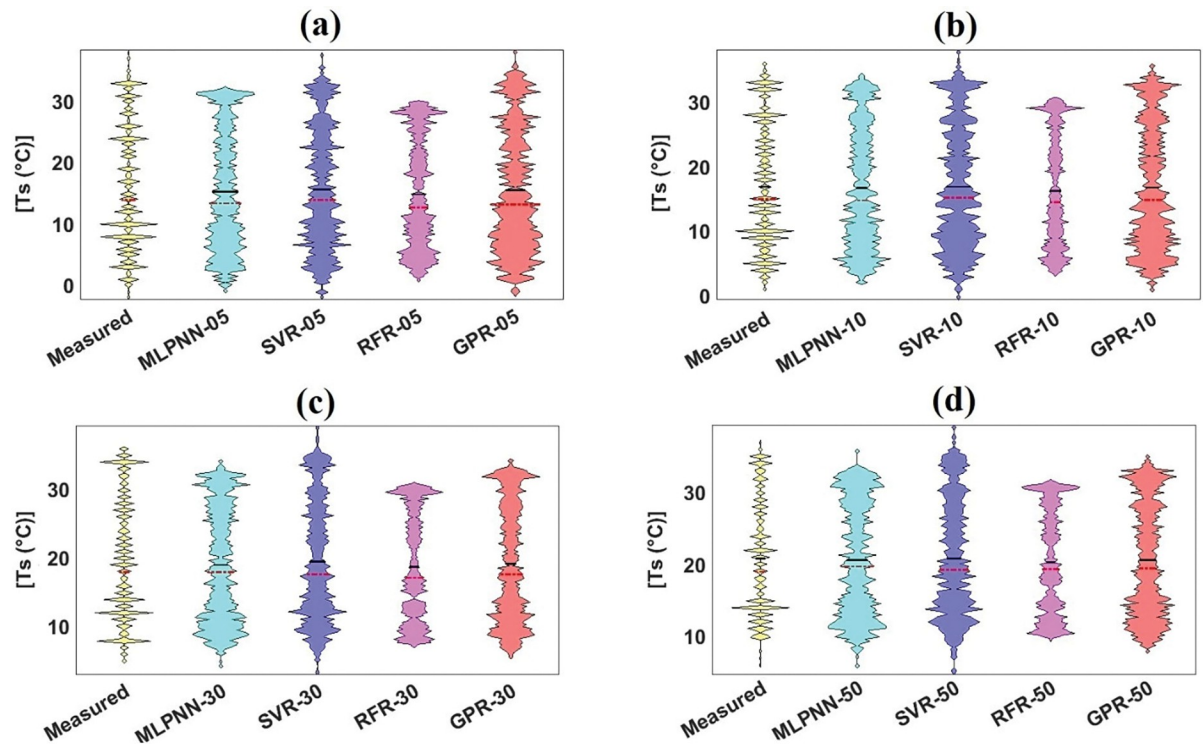 (a)
[Ts (°C)]
30
20
10
0
Measured
MLPNN-05
SVR-05
RFR-05
GPR-05
(b)
[Ts (°C)]
30
20
10
0
Measured
MLPNN-10
SVR-10
RFR-10
GPR-10
(c)
[Ts (°C)]
30
20
10
Measured
MLPNN-30
SVR-30
RFR-30
GPR-30
(d)
[Ts (°C)]
30
20
10
Measured
MLPNN-50
SVR-50
RFR-50
GPR-50